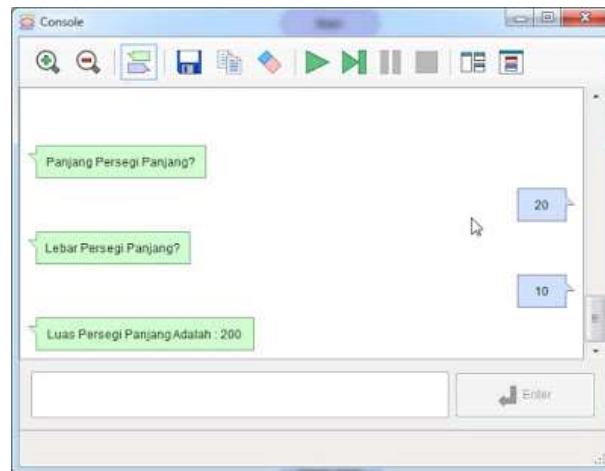 Console
Panjang Persegi Panjang?
20
Lebar Persegi Panjang?
10
Luas Persegi Panjang Adalah : 200
Enter